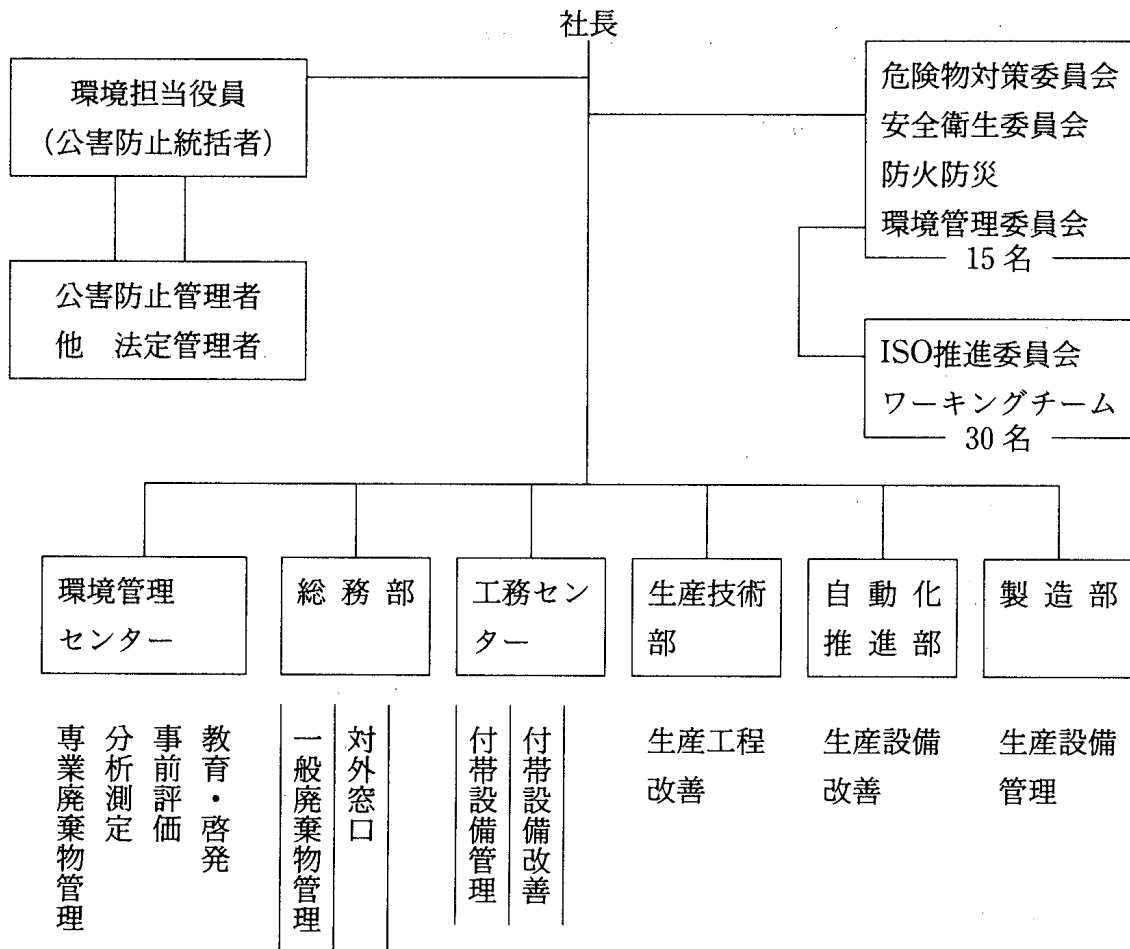 社長
環境担当役員
（公害防止統括者）
危険物対策委員会
安全衛生委員会
防火防災
環境管理委員会
15名
公害防止管理者
他　法定管理者
ISO推進委員会
ワーキングチーム
30名
環境管理
センター
総務部
工務セン
ター
生産技術
部
自動化
推進部
製造部
教育・啓発
事前評価
分析測定
専業廃棄物管理
対外窓口
一般廃棄物管理
付帯設備改善
付帯設備管理
生産工程
改善
生産設備
改善
生産設備
管理